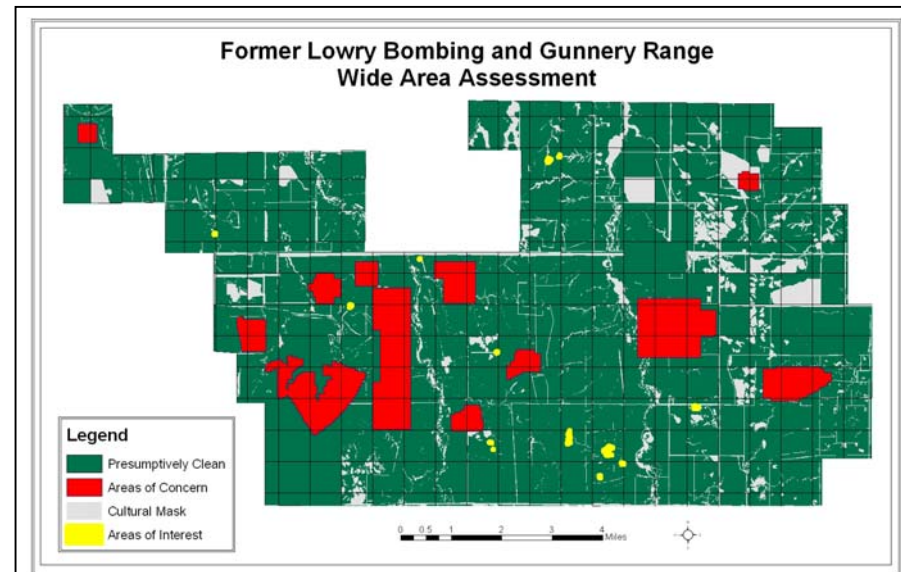 Former Lowry Bombing and Gunnery Range
Wide Area Assessment
Legend
Presumptively Clean
Areas of Concern
Cultural Mask
Areas of Interest
0 0.5 1 2 3 4
Miles